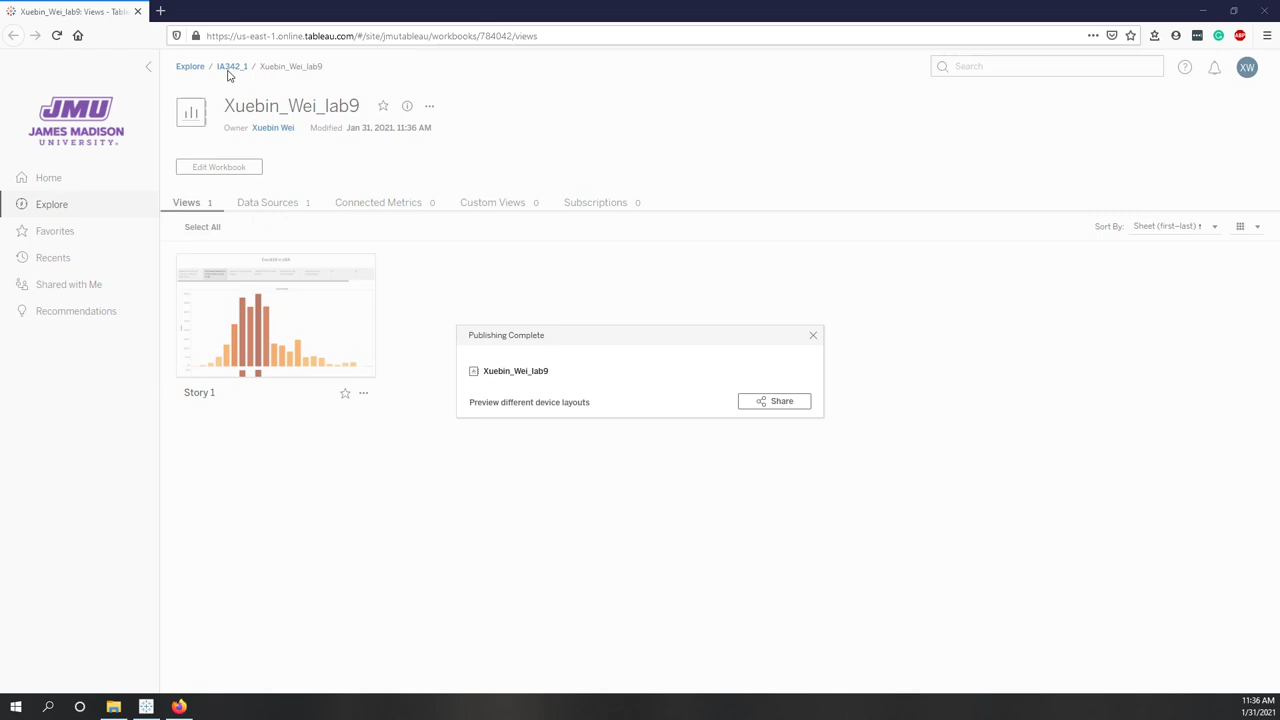 Xuebin_Wei_lab9: Views - Table
https://us-east-1.online.tableau.com/#/site/jmutableau/workbooks/784042/views
Explore / IA342_1 / Xuebin_Wei_lab9
Search
XW
JMU
JAMES MADISON
UNIVERSITY
Xuebin_Wei_lab9
Owner Xuebin Wei Modified Jan 31, 2021, 11:36 AM
Edit Workbook
Home
Explore
Favorites
Recents
Shared with Me
Recommendations
Views 1 Data Sources 1 Connected Metrics 0 Custom Views 0 Subscriptions 0
Select All
Sort By: Sheet (first–last) ↑
Story 1
Publishing Complete
Xuebin_Wei_lab9
Preview different device layouts
Share
ABP
11:36 AM
1/31/2021